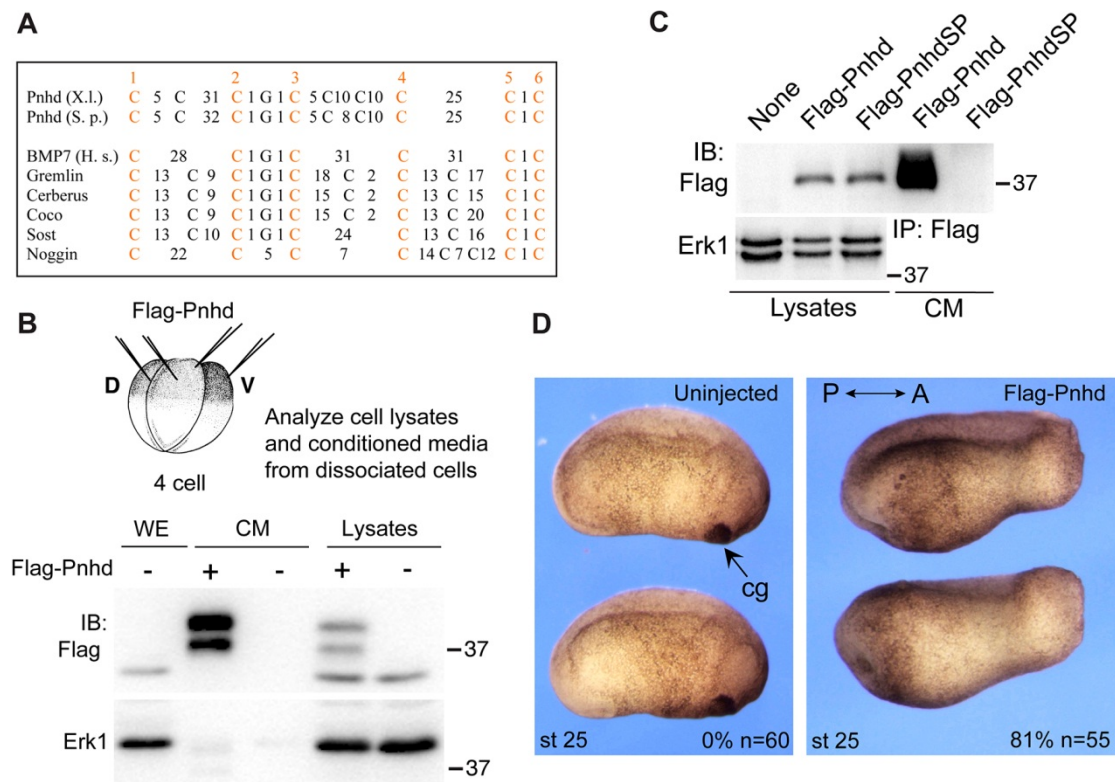 A
1 2 3 4 5 6
Pnhd (X.l.) C 5 C 31 C 1 G 1 C 5 C10 C10 C 25 C 1 C
Pnhd (S. p.) C 5 C 32 C 1 G 1 C 5 C 8 C10 C 25 C 1 C
BMP7 (H. s.) C 28 C 1 G 1 C 31 C 31 C 1 C
Gremlin C 13 C 9 C 1 G 1 C 18 C 2 C 13 C 17 C 1 C
Cerberus C 13 C 9 C 1 G 1 C 15 C 2 C 13 C 15 C 1 C
Coco C 13 C 9 C 1 G 1 C 15 C 2 C 13 C 20 C 1 C
Sost C 13 C 10 C 1 G 1 C 24 C 13 C 16 C 1 C
Noggin C 22 C 5 C 7 C 14 C 7 C12 C 1 C
B
Flag-Pnhd
D V
4 cell
Analyze cell lysates
and conditioned media
from dissociated cells
WE CM Lysates
Flag-Pnhd - + - + -
IB:
Flag
–37
Erk1
–37
C
None Flag-Pnhd Flag-PnhdSP Flag-Pnhd Flag-PnhdSP
IB:
Flag
–37
Erk1
IP: Flag
–37
Lysates CM
D
Uninjected
cg
st 25 0% n=60
P A Flag-Pnhd
st 25 81% n=55